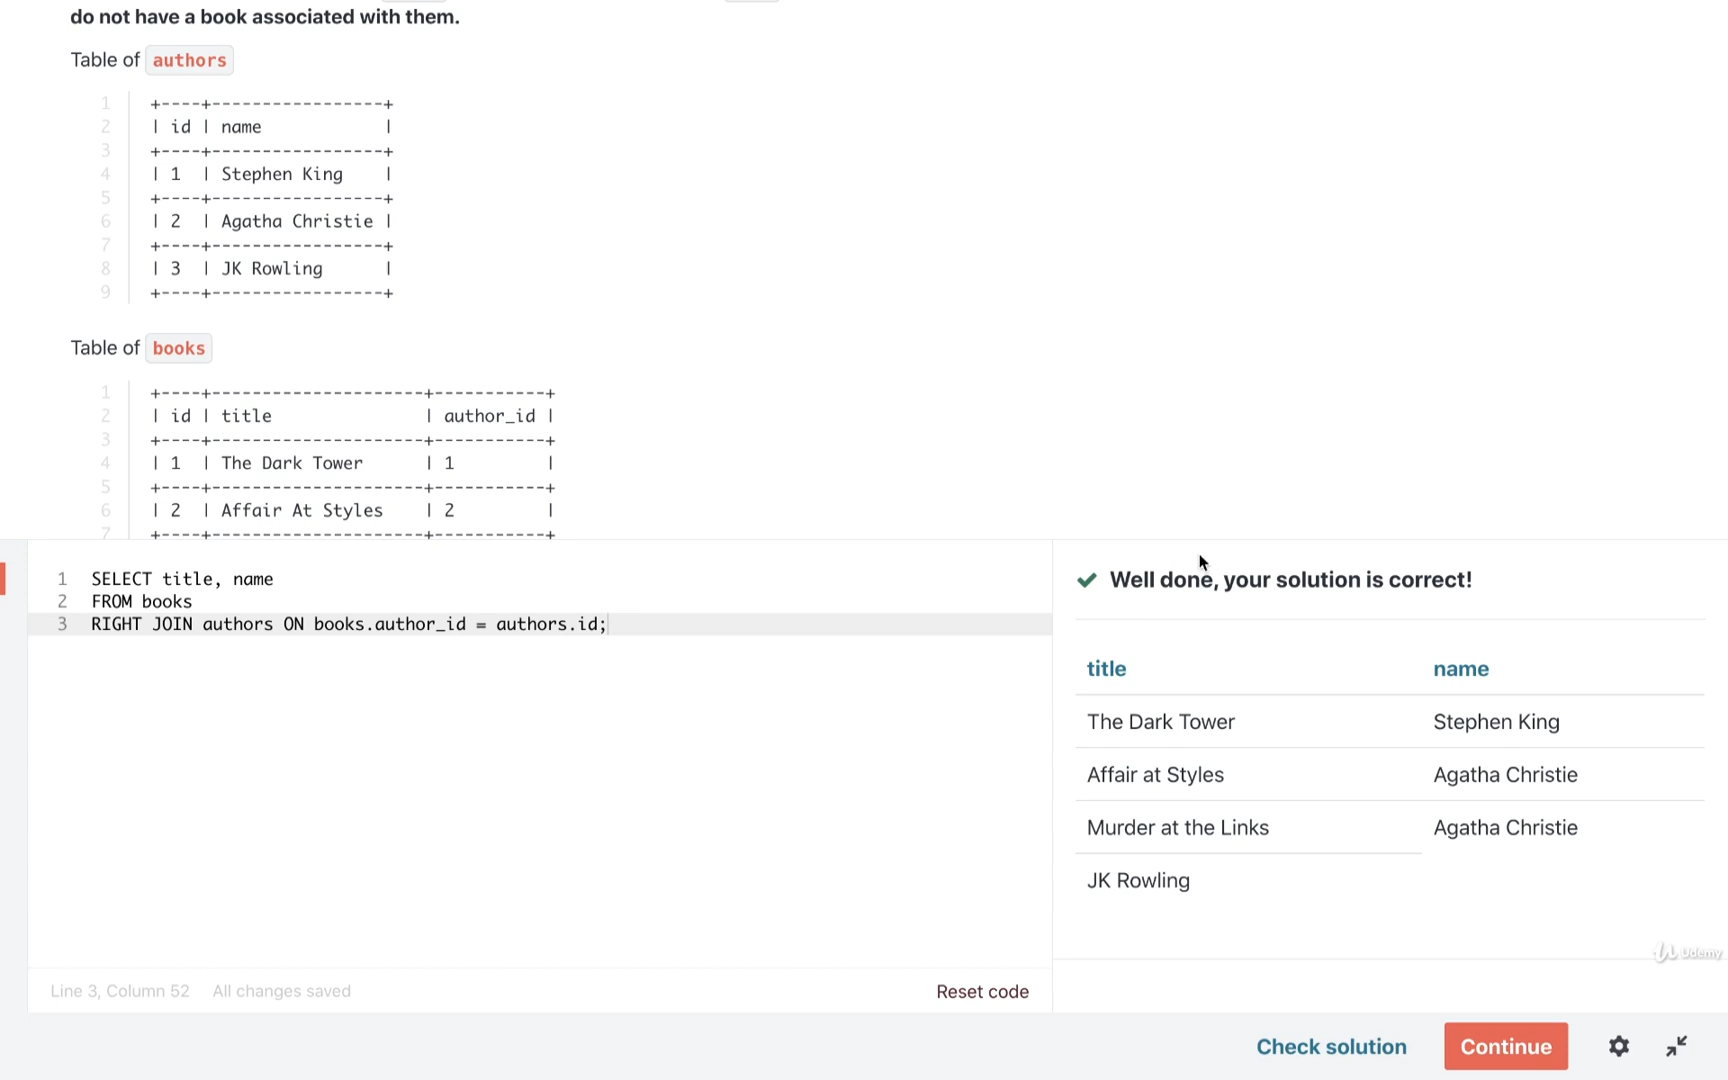 do not have a book associated with them.
Table of authors
1 +----+-----------------+
2 | id | name            |
3 +----+-----------------+
4 | 1  | Stephen King    |
5 +----+-----------------+
6 | 2  | Agatha Christie |
7 +----+-----------------+
8 | 3  | JK Rowling      |
9 +----+-----------------+
Table of books
1 +----+---------------------+-----------+
2 | id | title               | author_id |
3 +----+---------------------+-----------+
4 | 1  | The Dark Tower      | 1         |
5 +----+---------------------+-----------+
6 | 2  | Affair At Styles    | 2         |
7 +----+---------------------+-----------+
1 SELECT title, name
2 FROM books
3 RIGHT JOIN authors ON books.author_id = authors.id;
Line 3, Column 52 All changes saved
Reset code
Well done, your solution is correct!
title name
The Dark Tower Stephen King
Affair at Styles Agatha Christie
Murder at the Links Agatha Christie
JK Rowling
Udemy
Check solution
Continue